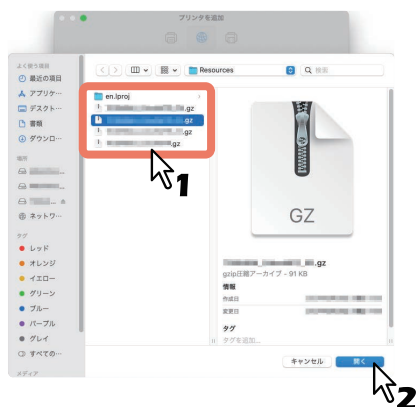 プリンタを追加
よく使う項目
最近の項目
アプリケ…
デスクト…
書類
ダウンロ…
場所
ネットワ…
タグ
レッド
オレンジ
イエロー
グリーン
ブルー
パープル
グレイ
すべての…
メディア
Resources
検索
en.lproj
.gz
.gz
.gz
.gz
1
GZ
.gz
gzip圧縮アーカイブ - 91 KB
情報
作成日
変更日
タグ
タグを追加...
キャンセル
開く
2